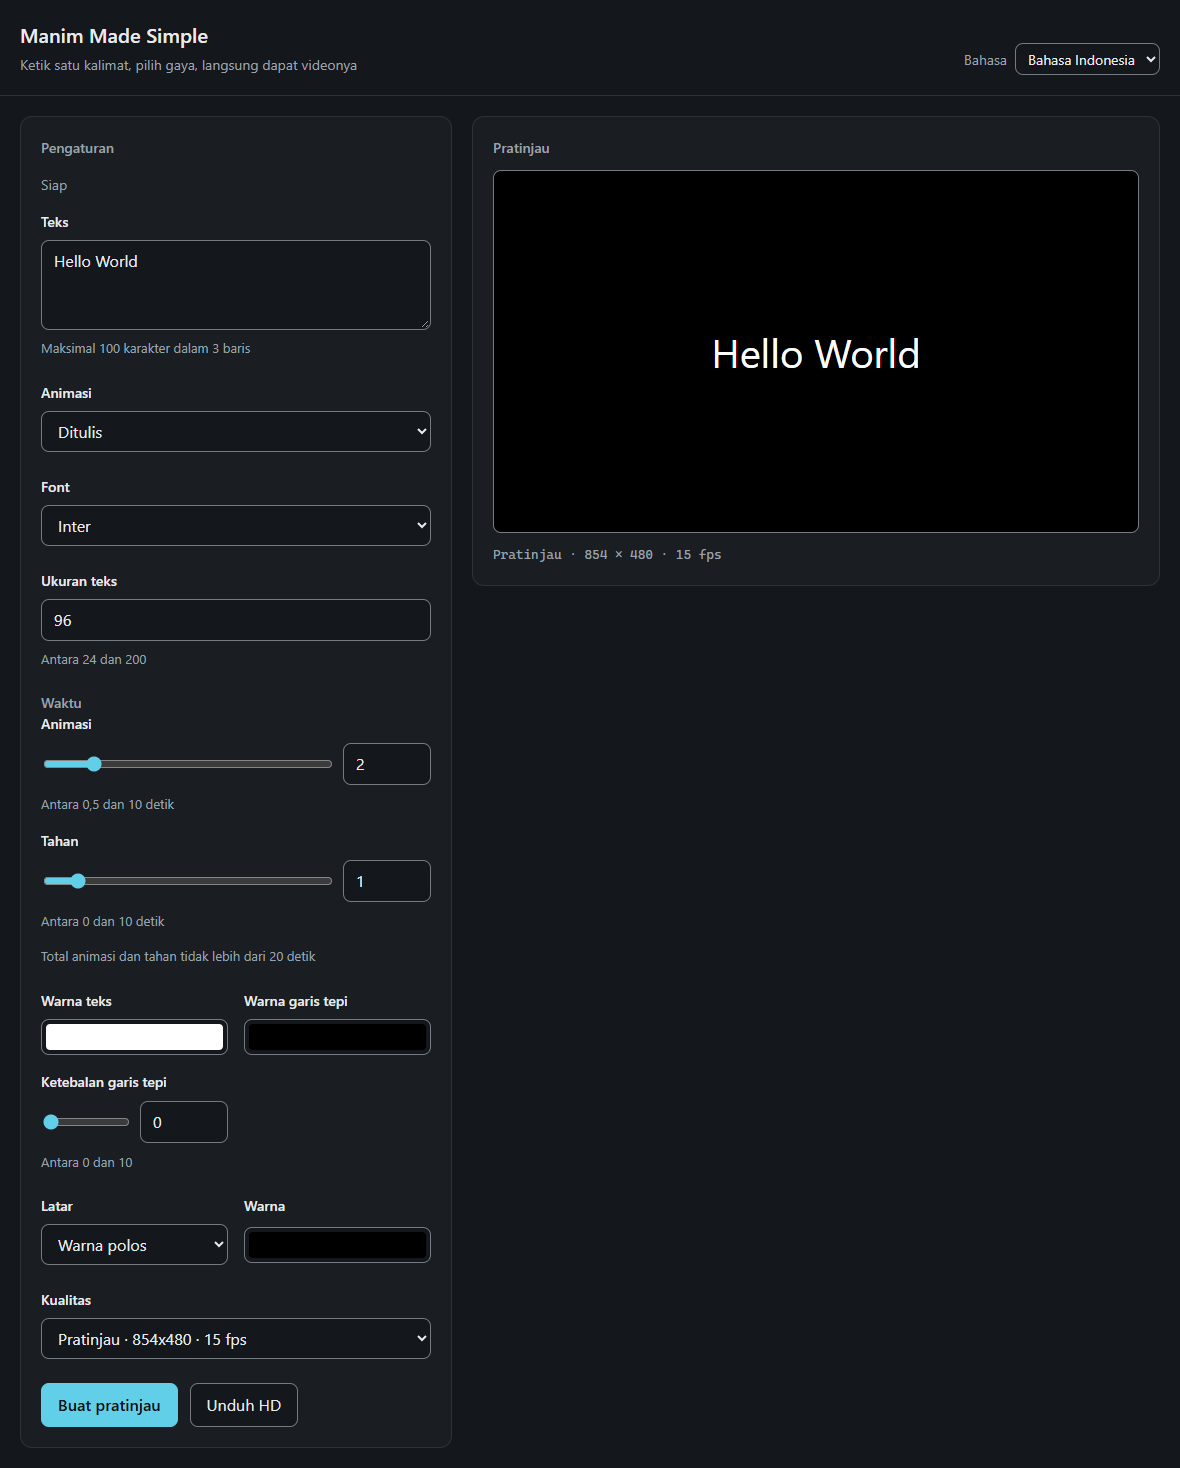 Manim Made Simple
Ketik satu kalimat, pilih gaya, langsung dapat videonya
Bahasa
Bahasa Indonesia
Pengaturan
Siap
Teks
Hello World
Maksimal 100 karakter dalam 3 baris
Animasi
Ditulis
Font
Inter
Ukuran teks
96
Antara 24 dan 200
Waktu
Animasi
2
Antara 0,5 dan 10 detik
Tahan
1
Antara 0 dan 10 detik
Total animasi dan tahan tidak lebih dari 20 detik
Warna teks
Warna garis tepi
Ketebalan garis tepi
0
Antara 0 dan 10
Latar
Warna
Warna polos
Kualitas
Pratinjau · 854x480 · 15 fps
Buat pratinjau
Unduh HD
Pratinjau
Hello World
Pratinjau · 854 × 480 · 15 fps